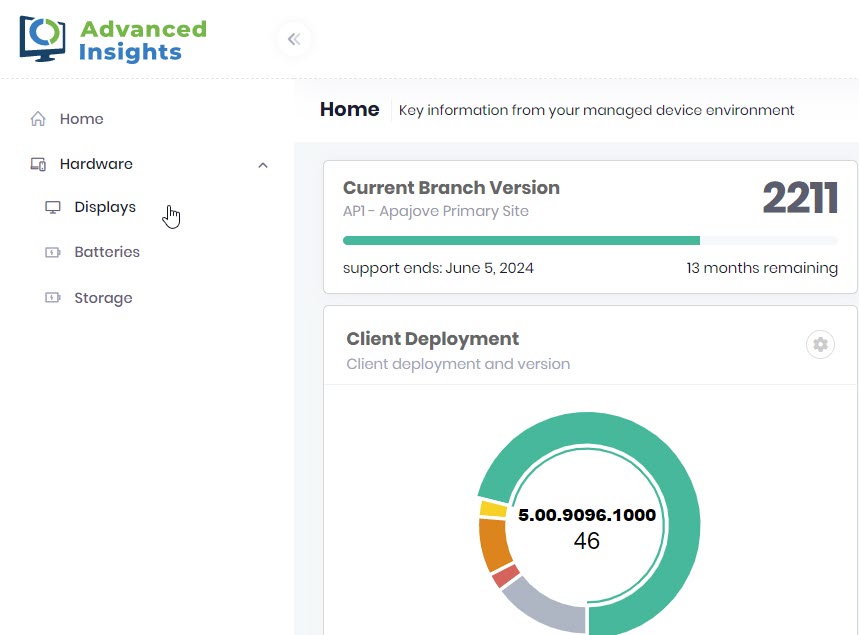 Advanced
Insights
Home
Hardware
Displays
Batteries
Storage
Home
Key information from your managed device environment
Current Branch Version
2211
AP1 - Apajove Primary Site
support ends: June 5, 2024
13 months remaining
Client Deployment
Client deployment and version
5.00.9096.1000
46